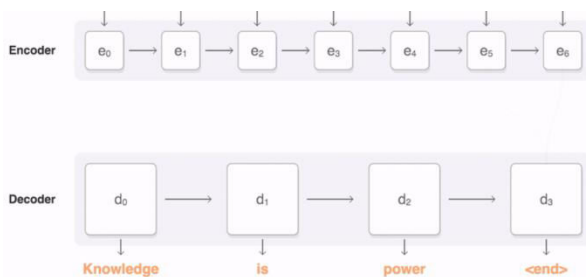 Encoder e0 e1 e2 e3 e4 e5 e6
Decoder d0 d1 d2 d3
Knowledge is power <end>